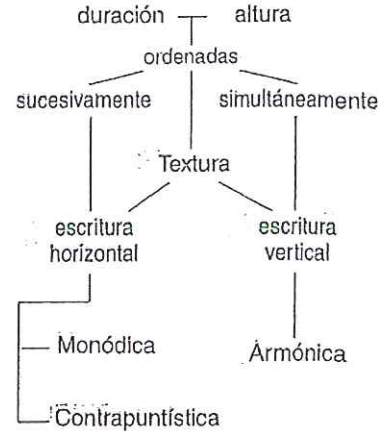 duración altura
ordenadas
sucesivamente simultáneamente
Textura
escritura escritura
horizontal vertical
Monódica Armónica
Contrapuntística